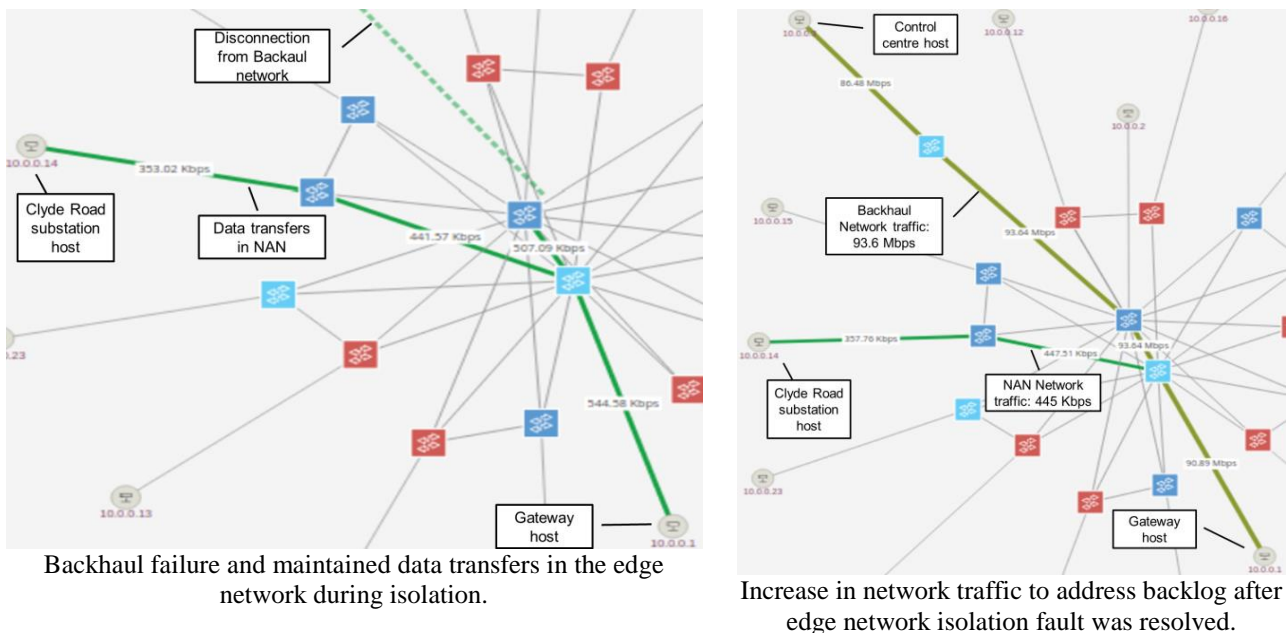 Disconnection
from Backaul
network
10.0.0.14
353.02 Kbps
Clyde Road
substation
host
Data transfers
in NAN
441.57 Kbps
507.09 Kbps
.23
544.58 Kbps
10.0.0.13
Gateway
host
10.0.0.1
Backhaul failure and maintained data transfers in the edge
network during isolation.
Control
centre host
10.0.0.12
10.0.0.16
86.48 Mbps
10.0.0.2
10.0.0.15
Backhaul
Network traffic:
93.6 Mbps
93.64 Mbps
357.76 Kbps
10.0.0.14
93.64 Mbps
447.51 Kbps
Clyde Road
substation
host
NAN Network
traffic: 445 Kbps
90.89 Mbps
10.0.0.23
Gateway
host
10.0.0.1
Increase in network traffic to address backlog after
edge network isolation fault was resolved.